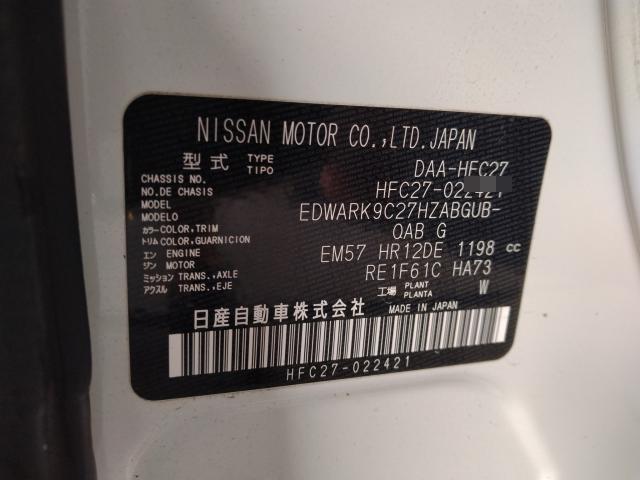 NISSAN MOTOR CO.,LTD.JAPAN
型式 TYPE TIPO DAA-HFC27
CHASSIS NO. NO.DE CHASIS HFC27-022421
MODEL MODELO EDWARK9C27HZABGUB-
カラー COLOR,TRIM トリム COLOR,GUARNICION QAB G
エンジン ENGINE MOTOR EM57 HR12DE 1198 cc
ミッション TRANS.,AXLE アクスル TRANS.,EJE RE1F61C HA73
工場 PLANT PLANTA W
日産自動車株式会社 MADE IN JAPAN
HFC27-022421